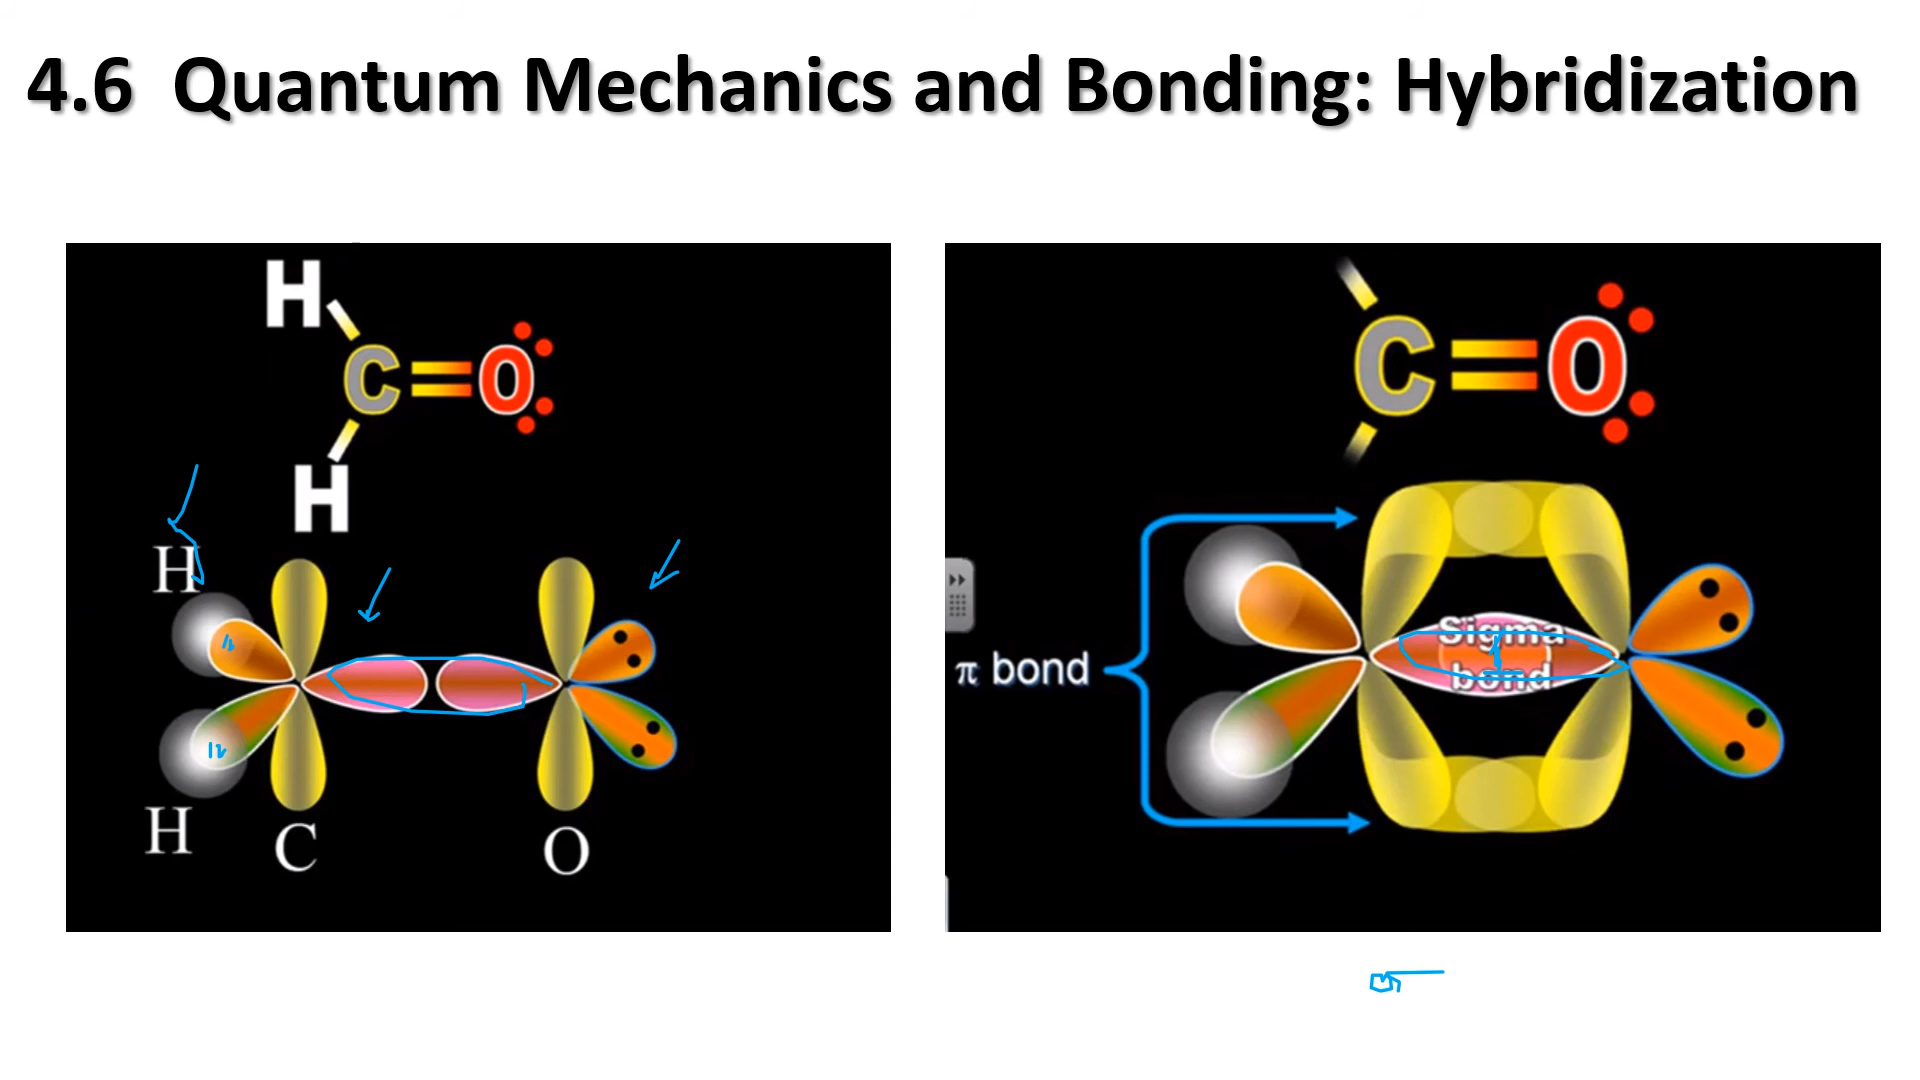 4.6 Quantum Mechanics and Bonding: Hybridization
H
C=O
H
H
H
C
O
C=O
π bond
Sigma
bond